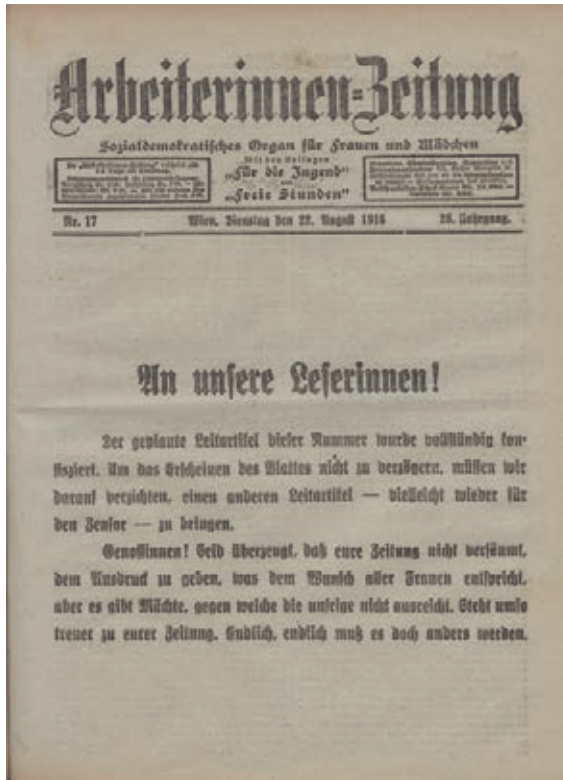 Arbeiterinnen-Zeitung
Sozialdemokratisches Organ für Frauen und Mädchen
Mit den Beilagen
„Für die Jugend"
und
„Freie Stunden"
Nr. 17 Wien, Dienstag den 22. August 1916 25. Jahrgang.
An unsere Leserinnen!
Der geplante Leitartikel dieser Nummer wurde vollständig kon-
fisziert. Um das Erscheinen des Blattes nicht zu verzögern, müssen wir
darauf verzichten, einen anderen Leitartikel — vielleicht wieder für
den Zensor — zu bringen.
Genossinnen! Seid überzeugt, daß eure Zeitung nicht versäumt,
dem Ausdruck zu geben, was dem Wunsch aller Frauen entspricht,
aber es gibt Mächte, gegen welche die unsrige nicht ausreicht. Steht umso
treuer zu eurer Zeitung. Endlich, endlich muß es doch anders werden.